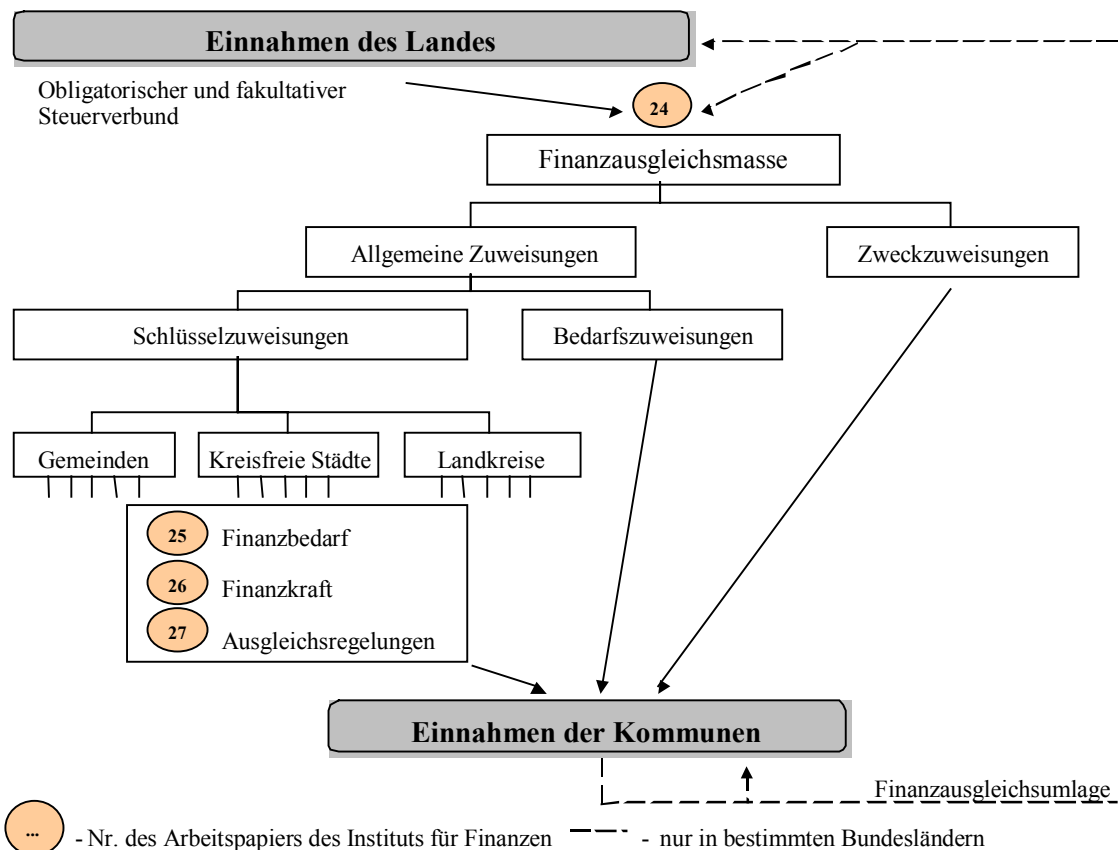 Einnahmen des Landes
Obligatorischer und fakultativer
Steuerverbund
24
Finanzausgleichsmasse
Allgemeine Zuweisungen
Zweckzuweisungen
Schlüsselzuweisungen
Bedarfszuweisungen
Gemeinden
Kreisfreie Städte
Landkreise
25 Finanzbedarf
26 Finanzkraft
27 Ausgleichsregelungen
Einnahmen der Kommunen
Finanzausgleichsumlage
... - Nr. des Arbeitspapiers des Instituts für Finanzen
- nur in bestimmten Bundesländern